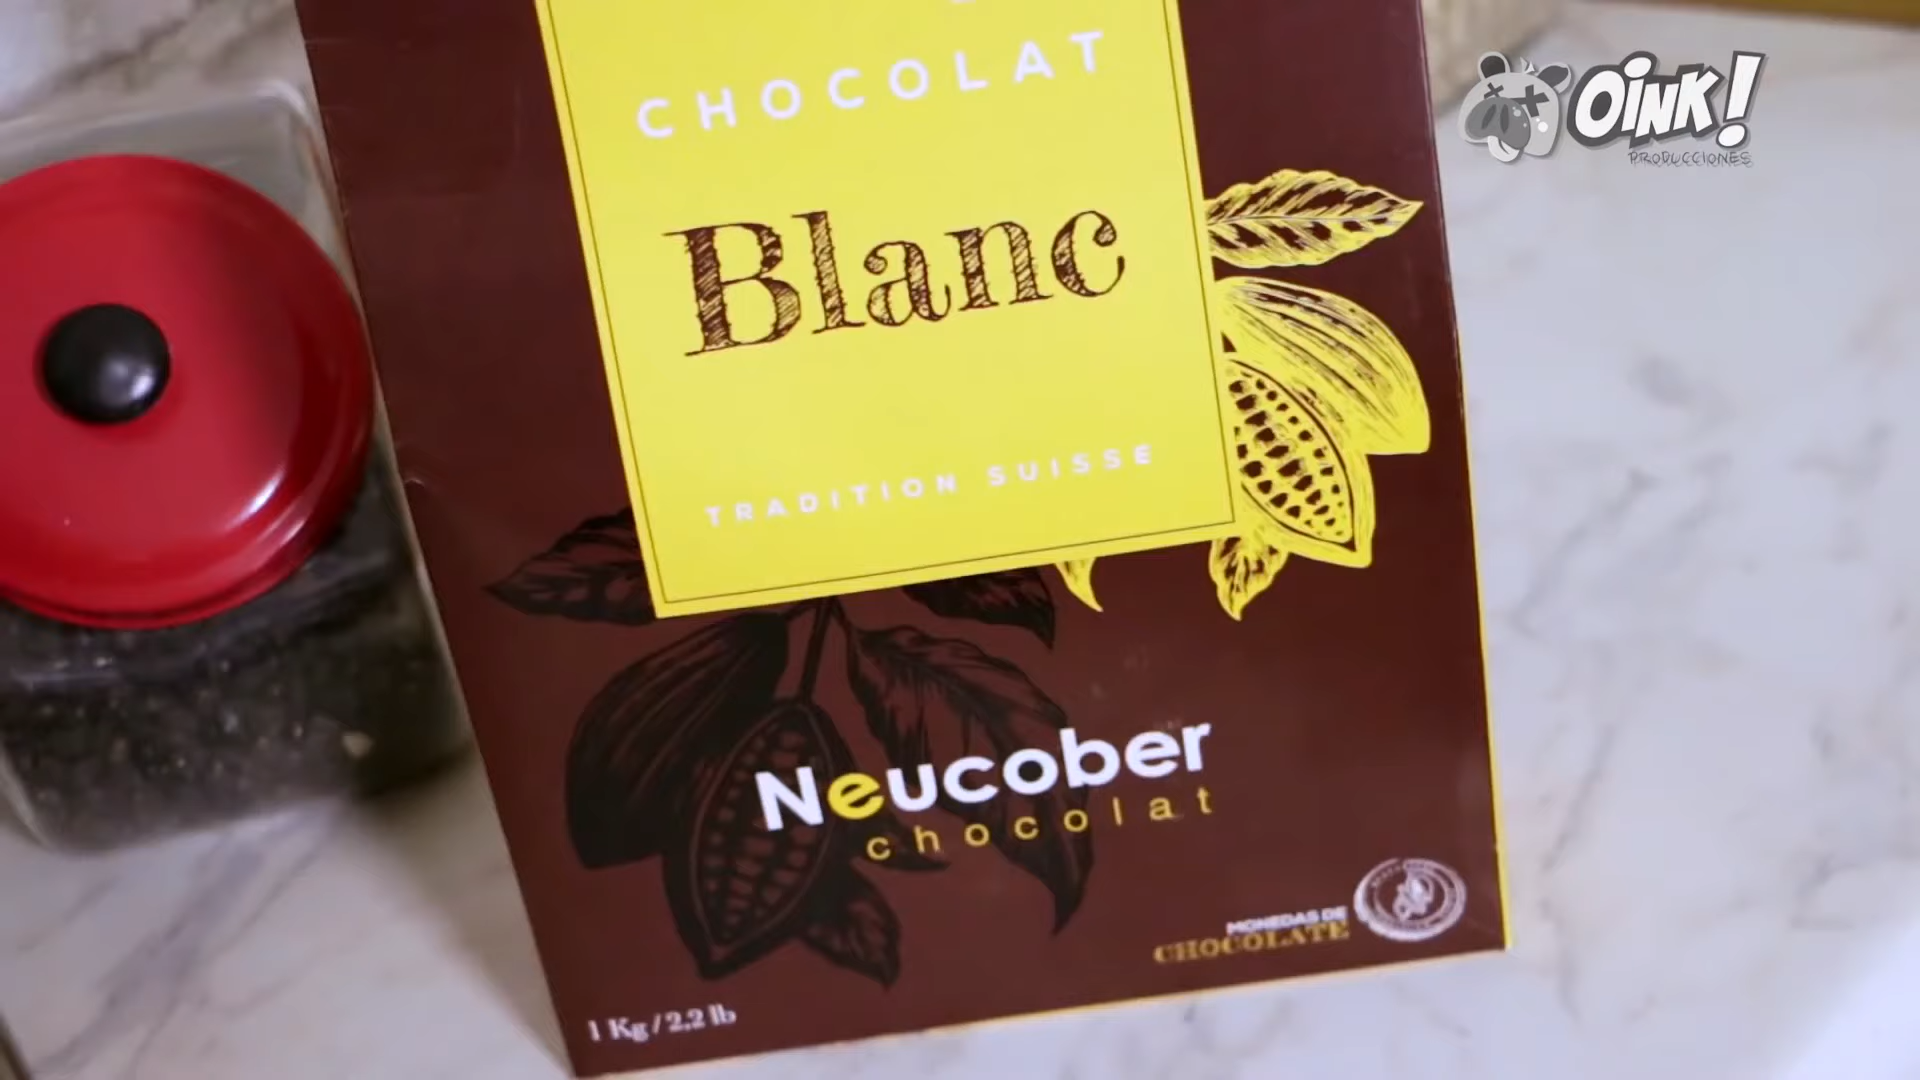 CHOCOLAT
Blanc
TRADITION SUISSE
Neucober
chocolat
MONEDAS DE
CHOCOLATE
1 Kg / 2,2 lb
OINK!
PRODUCCIONES